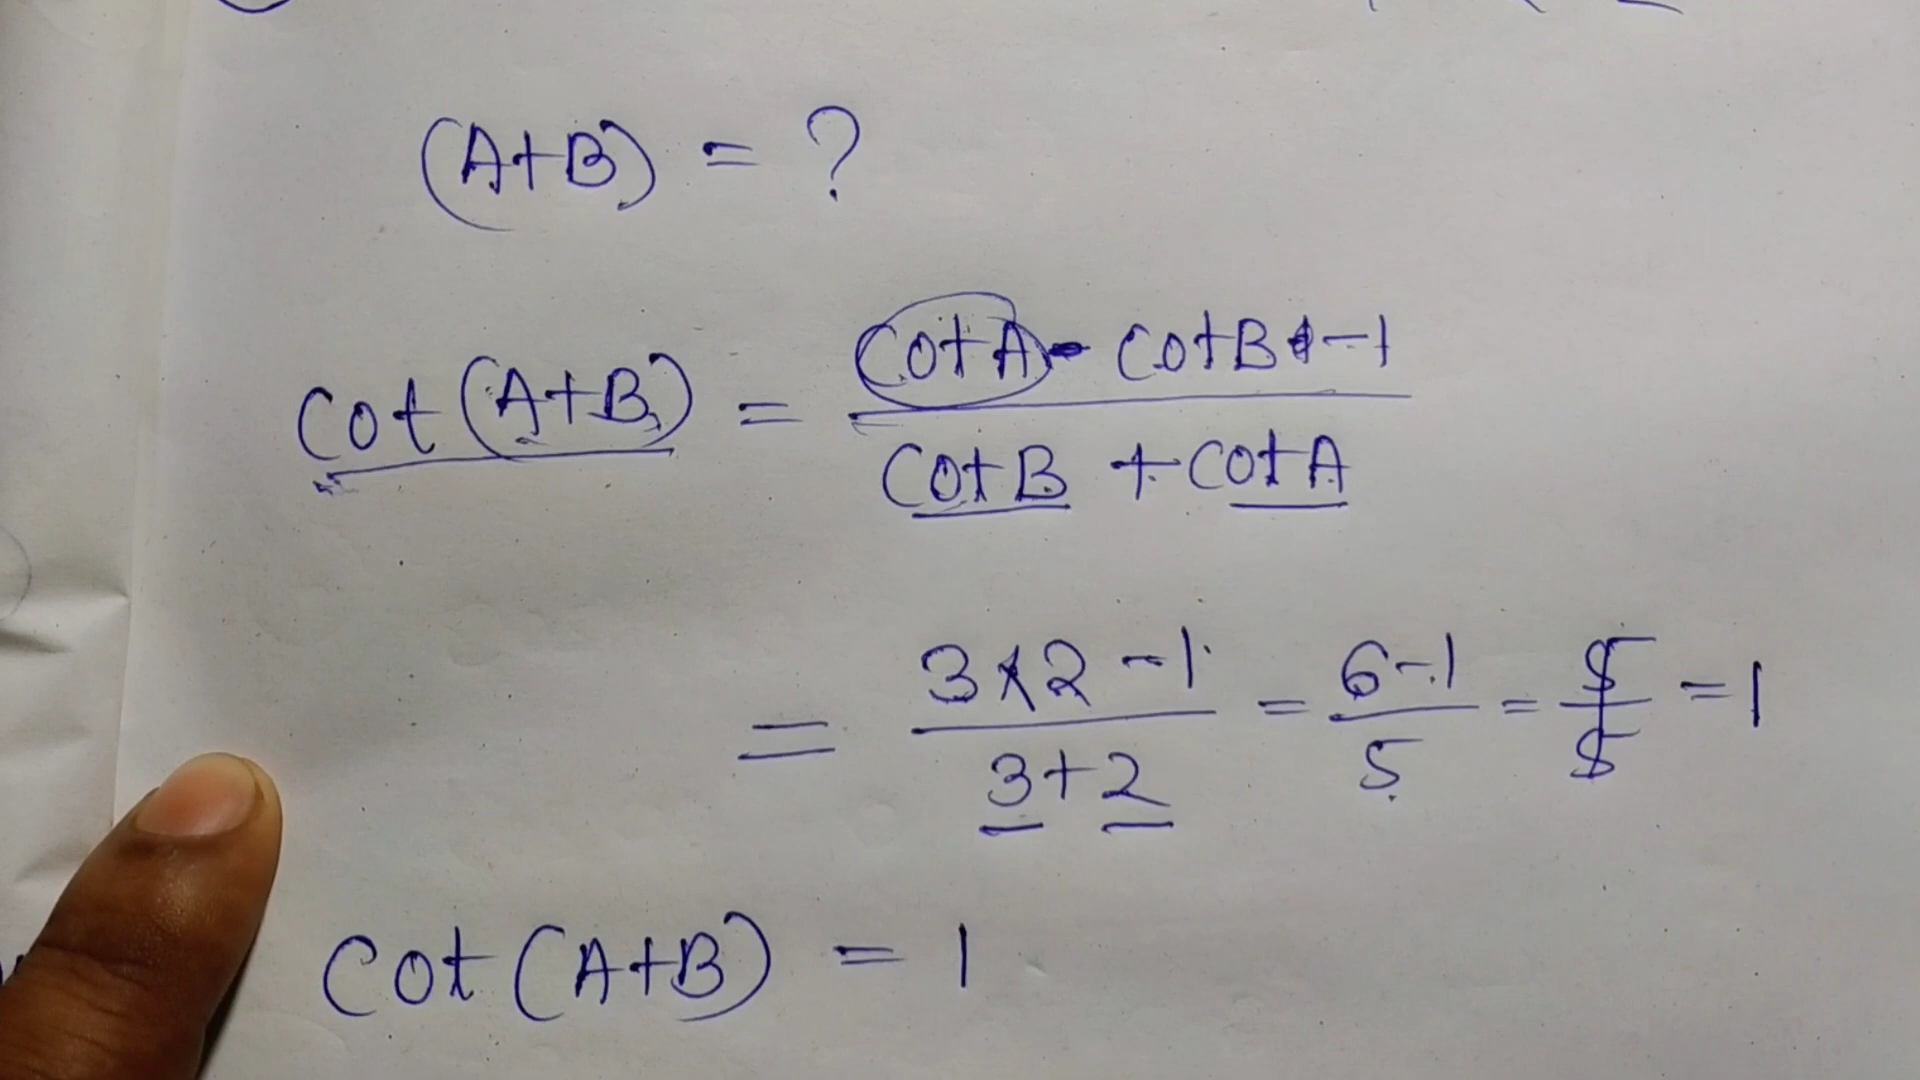 (A+B) = ?
Cot (A+B) = CotA · CotB - 1 / CotB + CotA
= 3×2-1 / 3+2 = 6-1 / 5 = 5/5 = 1
Cot (A+B) = 1